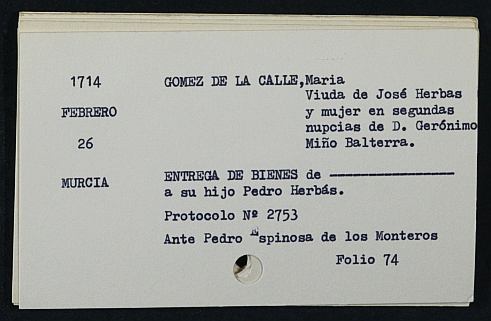 1714 GOMEZ DE LA CALLE,Maria
Viuda de José Herbas
FEBRERO y mujer en segundas
nupcias de D. Gerónimo
26 Miño Balterra.
ENTREGA DE BIENES de ------------------
MURCIA a su hijo Pedro Herbás.
Protocolo Nº 2753
Ante Pedro spinosa de los Monteros
Folio 74